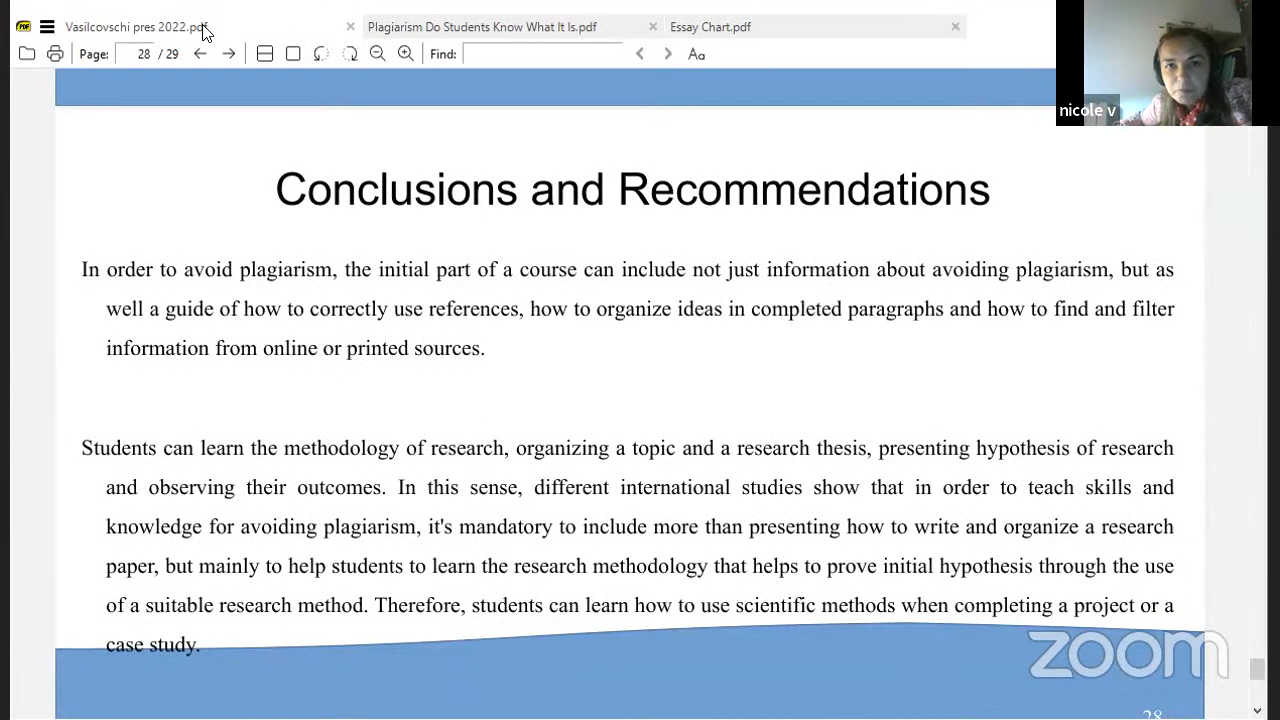 Vasilcovschi pres 2022.pdf
Plagiarism Do Students Know What It Is.pdf
Essay Chart.pdf
Page: 28 / 29
Find:
Aa
nicole v
Conclusions and Recommendations
In order to avoid plagiarism, the initial part of a course can include not just information about avoiding plagiarism, but as
well a guide of how to correctly use references, how to organize ideas in completed paragraphs and how to find and filter
information from online or printed sources.
Students can learn the methodology of research, organizing a topic and a research thesis, presenting hypothesis of research
and observing their outcomes. In this sense, different international studies show that in order to teach skills and
knowledge for avoiding plagiarism, it's mandatory to include more than presenting how to write and organize a research
paper, but mainly to help students to learn the research methodology that helps to prove initial hypothesis through the use
of a suitable research method. Therefore, students can learn how to use scientific methods when completing a project or a
case study.
zoom
28